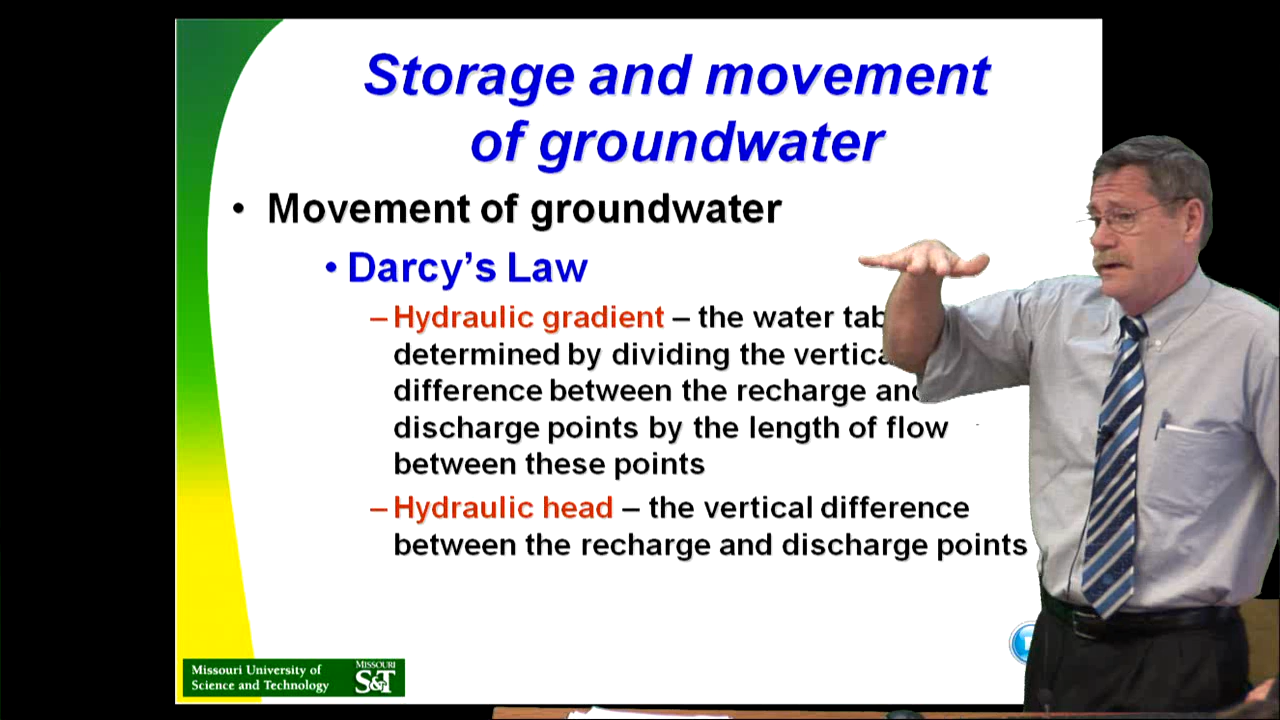 Storage and movement
of groundwater
• Movement of groundwater
• Darcy's Law
– Hydraulic gradient – the water
determined by dividing the
difference between the recharge and
discharge points by the length of flow
between these points
– Hydraulic head – the vertical difference
between the recharge and discharge points
Missouri University of
Science and Technology
MISSOURI
S&T